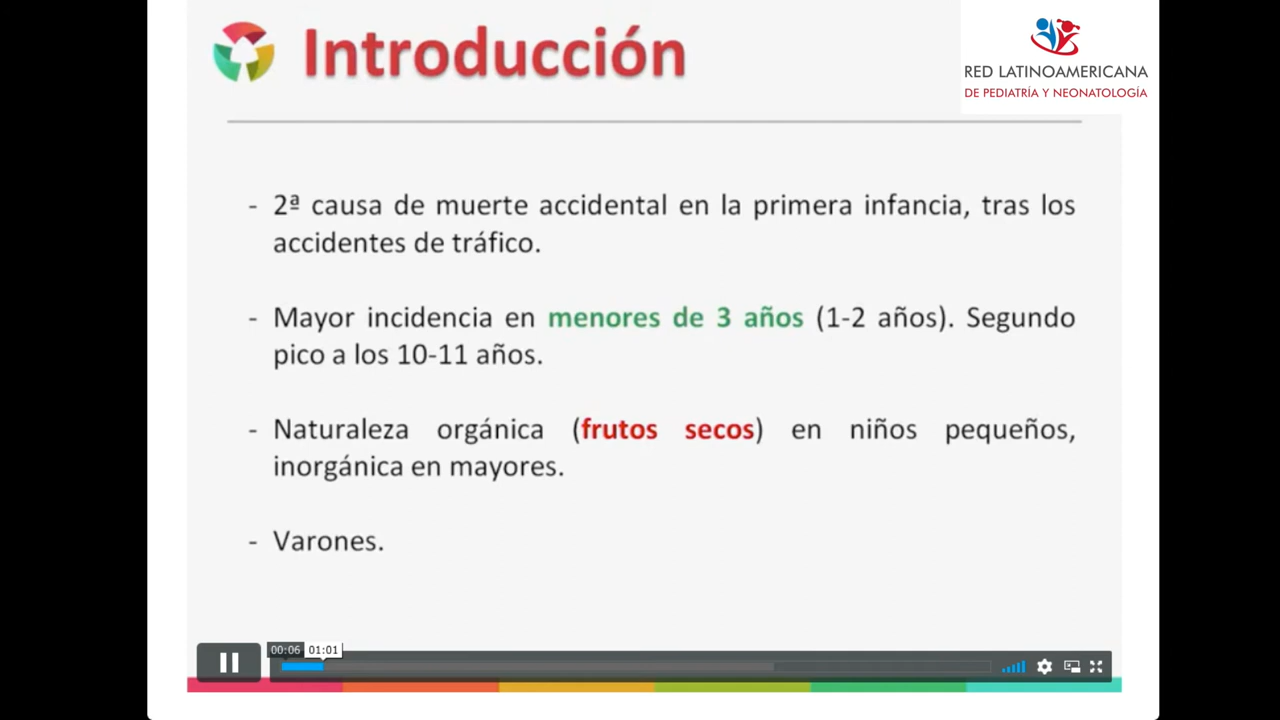 Introducción
RED LATINOAMERICANA
DE PEDIATRÍA Y NEONATOLOGÍA
- 2ª causa de muerte accidental en la primera infancia, tras los
accidentes de tráfico.
- Mayor incidencia en menores de 3 años (1-2 años). Segundo
pico a los 10-11 años.
- Naturaleza orgánica (frutos secos) en niños pequeños,
inorgánica en mayores.
- Varones.
00:06 01:01